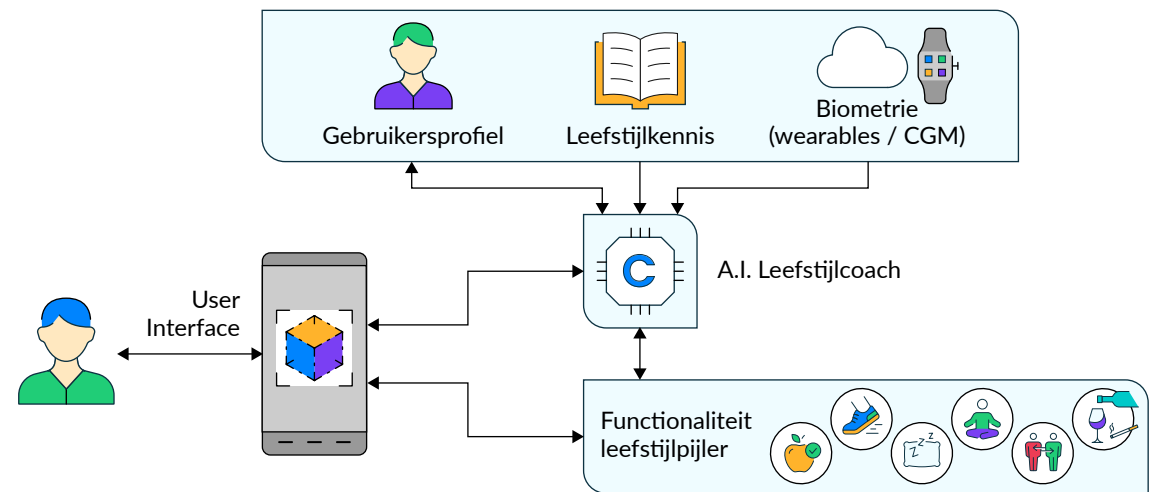 Gebruikersprofiel
Leefstijlkennis
Biometrie
(wearables / CGM)
C
A.I. Leefstijlcoach
User
Interface
Functionaliteit
leefstijlpijler
z z z
z z z